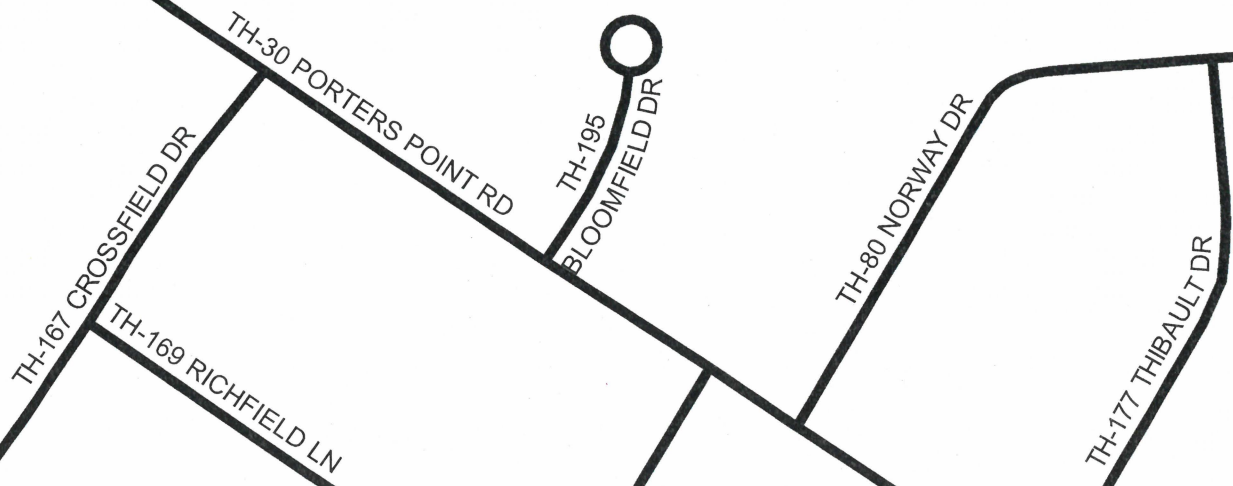 TH-30 PORTERS POINT RD
TH-195
BLOOMFIELD DR
TH-80 NORWAY DR
TH-167 CROSSFIELD DR
TH-169 RICHFIELD LN
TH-177 THIBAULT DR